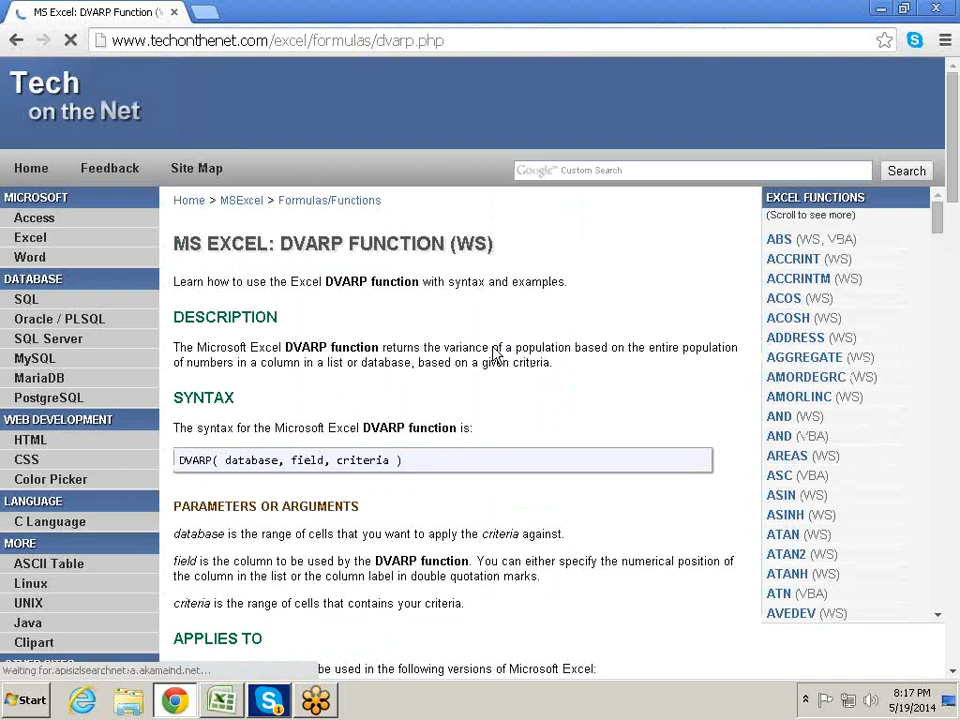 MS Excel: DVARP Function (W
www.techonthenet.com/excel/formulas/dvarp.php
Tech
on the Net
Home Feedback Site Map
Google™ Custom Search
Search
MICROSOFT
Access
Excel
Word
DATABASE
SQL
Oracle / PLSQL
SQL Server
MySQL
MariaDB
PostgreSQL
WEB DEVELOPMENT
HTML
CSS
Color Picker
LANGUAGE
C Language
MORE
ASCII Table
Linux
UNIX
Java
Clipart
OTHER SITES
Home > MSExcel > Formulas/Functions
MS EXCEL: DVARP FUNCTION (WS)
Learn how to use the Excel DVARP function with syntax and examples.
DESCRIPTION
The Microsoft Excel DVARP function returns the variance of a population based on the entire population
of numbers in a column in a list or database, based on a given criteria.
SYNTAX
The syntax for the Microsoft Excel DVARP function is:
DVARP( database, field, criteria )
PARAMETERS OR ARGUMENTS
database is the range of cells that you want to apply the criteria against.
field is the column to be used by the DVARP function. You can either specify the numerical position of
the column in the list or the column label in double quotation marks.
criteria is the range of cells that contains your criteria.
APPLIES TO
be used in the following versions of Microsoft Excel:
EXCEL FUNCTIONS
(Scroll to see more)
ABS (WS, VBA)
ACCRINT (WS)
ACCRINTM (WS)
ACOS (WS)
ACOSH (WS)
ADDRESS (WS)
AGGREGATE (WS)
AMORDEGRC (WS)
AMORLINC (WS)
AND (WS)
AND (VBA)
AREAS (WS)
ASC (VBA)
ASIN (WS)
ASINH (WS)
ATAN (WS)
ATAN2 (WS)
ATANH (WS)
ATN (VBA)
AVEDEV (WS)
Start
8:17 PM
5/19/2014